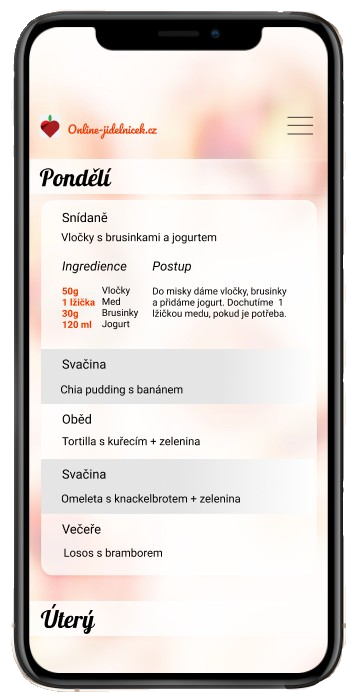 Online-jidelnicek.cz
Pondělí
Snídaně
Vločky s brusinkami a jogurtem
Ingredience Postup
50g Vločky
1 lžička Med
30g Brusinky
120 ml Jogurt
Do misky dáme vločky, brusinky
a přidáme jogurt. Dochutíme 1
lžičkou medu, pokud je potřeba.
Svačina
Chia pudding s banánem
Oběd
Tortilla s kuřecím + zelenina
Svačina
Omeleta s knackelbrotem + zelenina
Večeře
Losos s bramborem
Úterý